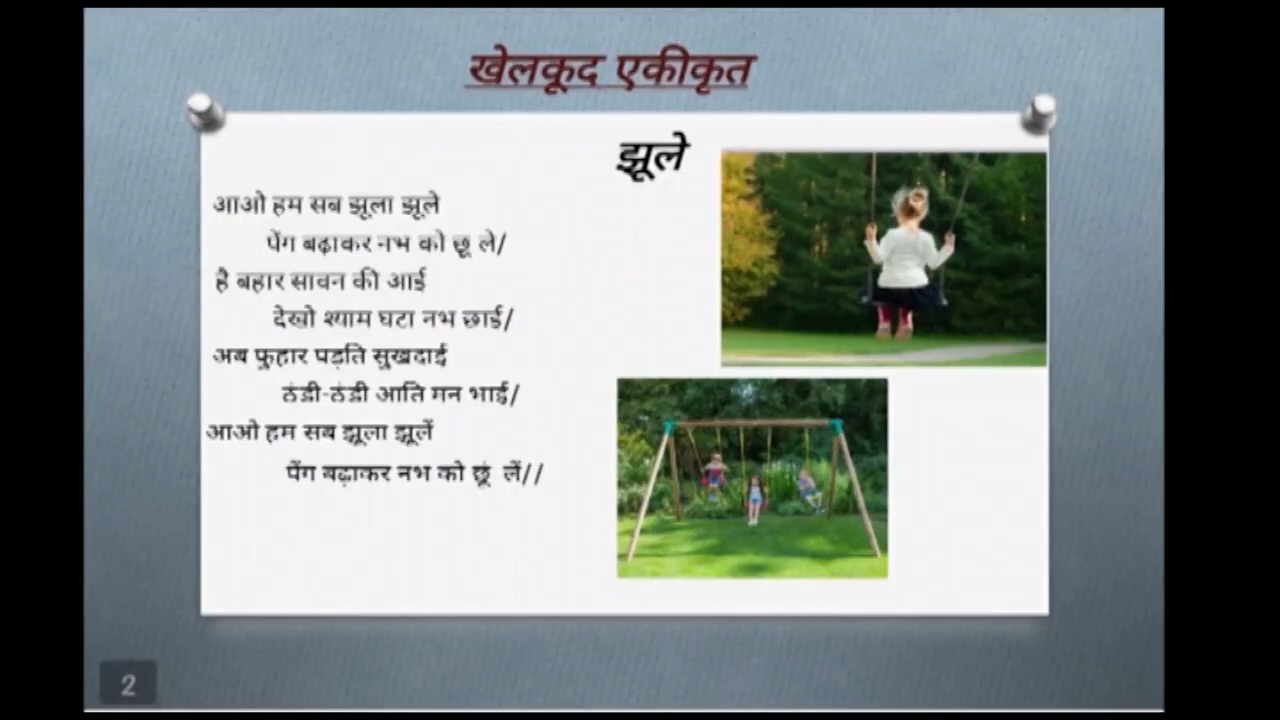 खेलकूद एकीकृत
झूले
आओ हम सब झूला झूले
पेंग बढ़ाकर नभ को छू ले/
है बहार सावन की आई
देखो श्याम घटा नभ छाई/
अब फुहार पड़ति सुखदाई
ठंडी-ठंडी आति मन भाई/
आओ हम सब झूला झूलें
पेंग बढ़ाकर नभ को छूं लें//
2